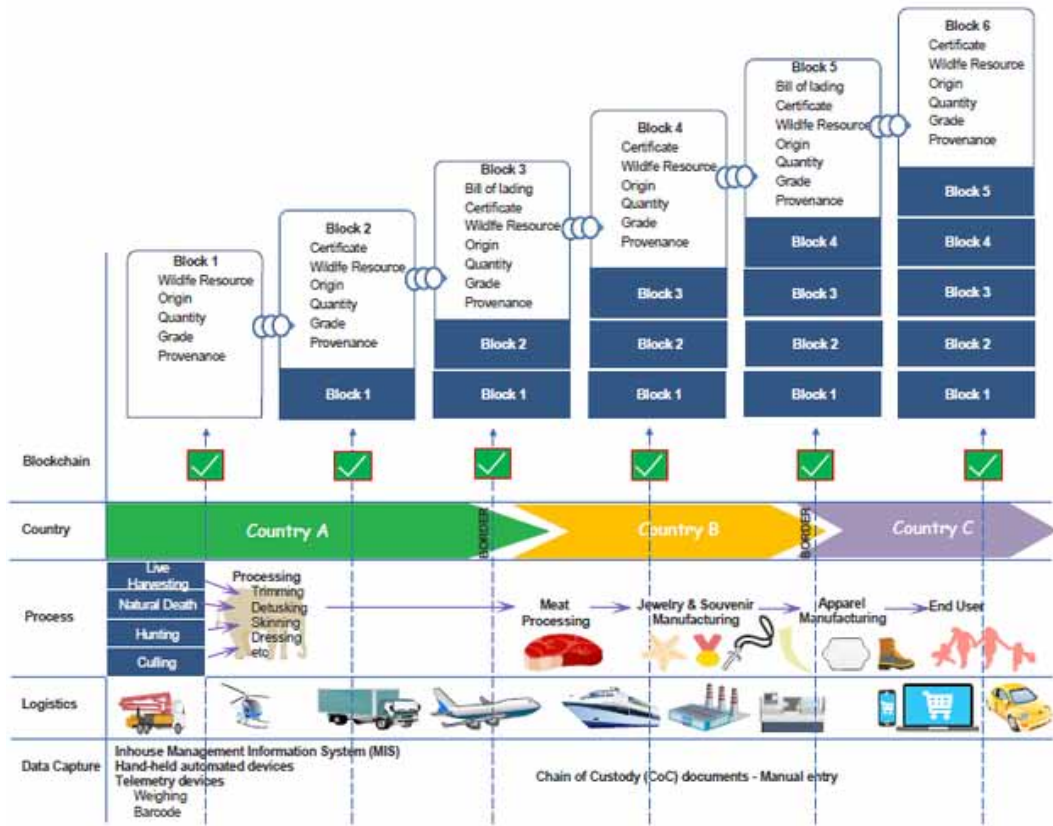 Block 1
Wildlfe Resource
Origin
Quantity
Grade
Provenance
Block 2
Certificate
Wildlfe Resource
Origin
Quantity
Grade
Provenance
Block 1
Block 3
Bill of lading
Certificate
Wildlfe Resource
Origin
Quantity
Grade
Provenance
Block 2
Block 1
Block 4
Certificate
Wildlfe Resource
Origin
Quantity
Grade
Provenance
Block 3
Block 2
Block 1
Block 5
Bill of lading
Certificate
Wildlfe Resource
Origin
Quantity
Grade
Provenance
Block 4
Block 3
Block 2
Block 1
Block 6
Certificate
Wildlfe Resource
Origin
Quantity
Grade
Provenance
Block 5
Block 4
Block 3
Block 2
Block 1
Blockchain
Country
Country A
BORDER
Country B
BORDER
Country C
Process
Live
Harvesting
Natural Death
Hunting
Culling
Processing
Trimming
Detusking
Skinning
Dressing
etc
Meat
Processing
Jewelry & Souvenir
Manufacturing
Apparel
Manufacturing
End User
Logistics
Data Capture
Inhouse Management Information System (MIS)
Hand-held automated devices
Telemetry devices
Weighing
Barcode
Chain of Custody (CoC) documents - Manual entry